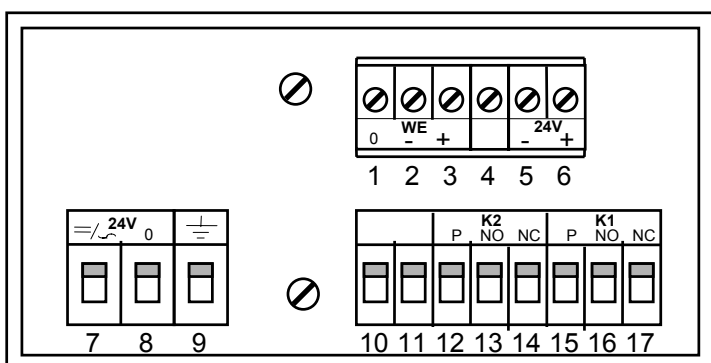 WE 24V
0 - + - +
1 2 3 4 5 6
24V K2 K1
=/~ 0 P NO NC P NO NC
7 8 9 10 11 12 13 14 15 16 17